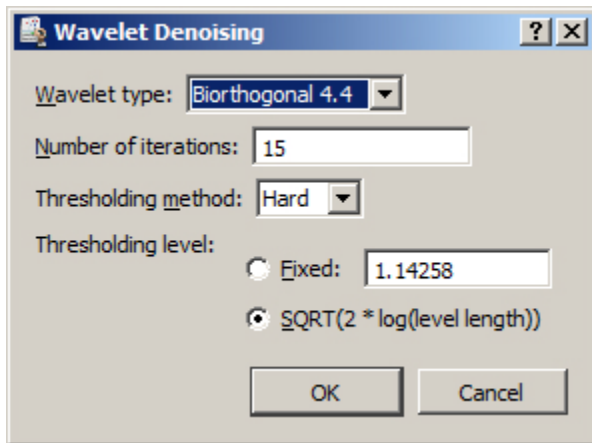 Wavelet Denoising
Wavelet type: Biorthogonal 4.4
Number of iterations: 15
Thresholding method: Hard
Thresholding level:
Fixed: 1.14258
SQRT(2 * log(level length))
OK Cancel